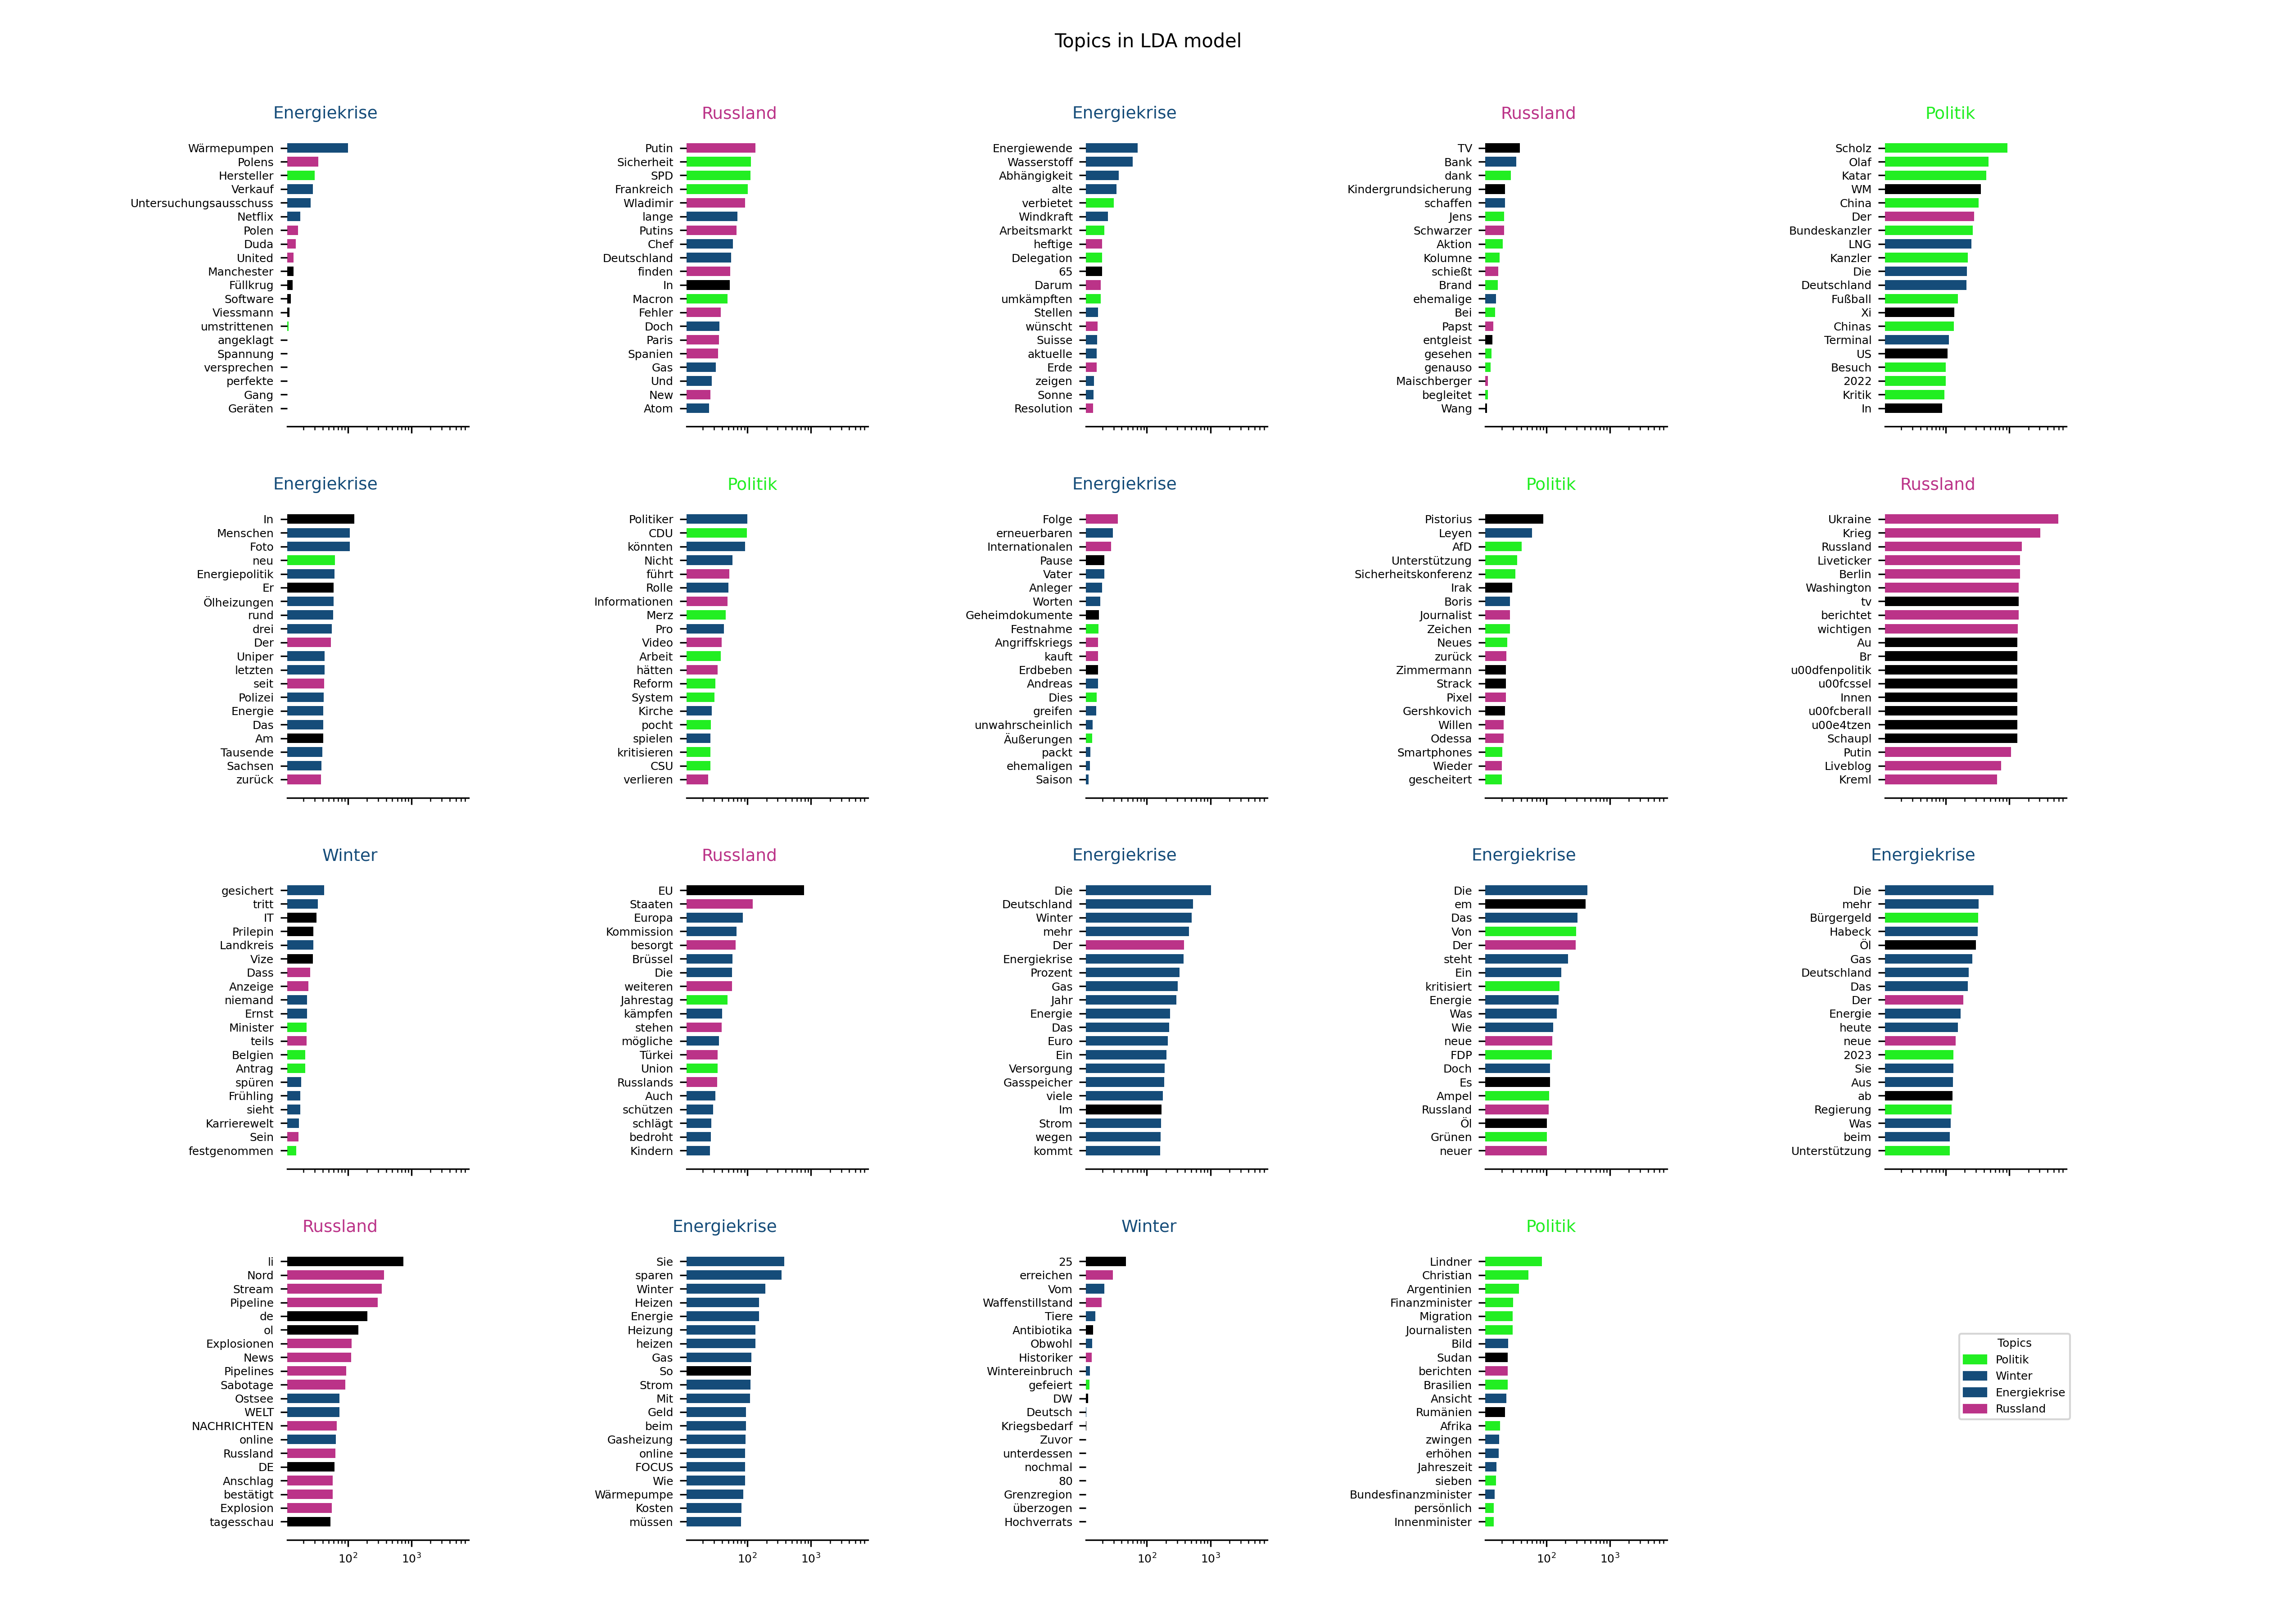 Topics in LDA model
Energiekrise
Wärmepumpen
Polens
Hersteller
Verkauf
Untersuchungsausschuss
Netflix
Polen
Duda
United
Manchester
Füllkrug
Software
Viessmann
umstrittenen
angeklagt
Spannung
versprechen
perfekte
Gang
Geräten
Russland
Putin
Sicherheit
SPD
Frankreich
Wladimir
lange
Putins
Chef
Deutschland
finden
In
Macron
Fehler
Doch
Paris
Spanien
Gas
Und
New
Atom
Energiekrise
Energiewende
Wasserstoff
Abhängigkeit
alte
verbietet
Windkraft
Arbeitsmarkt
heftige
Delegation
65
Darum
umkämpften
Stellen
wünscht
Suisse
aktuelle
Erde
zeigen
Sonne
Resolution
Russland
TV
Bank
dank
Kindergrundsicherung
schaffen
Jens
Schwarzer
Aktion
Kolumne
schießt
Brand
ehemalige
Bei
Papst
entgleist
gesehen
genauso
Maischberger
begleitet
Wang
Politik
Scholz
Olaf
Katar
WM
China
Der
Bundeskanzler
LNG
Kanzler
Die
Deutschland
Fußball
Xi
Chinas
Terminal
US
Besuch
2022
Kritik
In
Energiekrise
In
Menschen
Foto
neu
Energiepolitik
Er
Ölheizungen
rund
drei
Der
Uniper
letzten
seit
Polizei
Energie
Das
Am
Tausende
Sachsen
zurück
Politik
Politiker
CDU
könnten
Nicht
führt
Rolle
Informationen
Merz
Pro
Video
Arbeit
hätten
Reform
System
Kirche
pocht
spielen
kritisieren
CSU
verlieren
Energiekrise
Folge
erneuerbaren
Internationalen
Pause
Vater
Anleger
Worten
Geheimdokumente
Festnahme
Angriffskriegs
kauft
Erdbeben
Andreas
Dies
greifen
unwahrscheinlich
Äußerungen
packt
ehemaligen
Saison
Politik
Pistorius
Leyen
AfD
Unterstützung
Sicherheitskonferenz
Irak
Boris
Journalist
Zeichen
Neues
zurück
Zimmermann
Strack
Pixel
Gershkovich
Willen
Odessa
Smartphones
Wieder
gescheitert
Russland
Ukraine
Krieg
Russland
Liveticker
Berlin
Washington
tv
berichtet
wichtigen
Au
Br
u00dfenpolitik
u00fcssel
Innen
u00fcberall
u00e4tzen
Schaupl
Putin
Liveblog
Kreml
Winter
gesichert
tritt
IT
Prilepin
Landkreis
Vize
Dass
Anzeige
niemand
Ernst
Minister
teils
Belgien
Antrag
spüren
Frühling
sieht
Karrierewelt
Sein
festgenommen
Russland
EU
Staaten
Europa
Kommission
besorgt
Brüssel
Die
weiteren
Jahrestag
kämpfen
stehen
mögliche
Türkei
Union
Russlands
Auch
schützen
schlägt
bedroht
Kindern
Energiekrise
Die
Deutschland
Winter
mehr
Der
Energiekrise
Prozent
Gas
Jahr
Energie
Das
Euro
Ein
Versorgung
Gasspeicher
viele
Im
Strom
wegen
kommt
Energiekrise
Die
em
Das
Von
Der
steht
Ein
kritisiert
Energie
Was
Wie
neue
FDP
Doch
Es
Ampel
Russland
Öl
Grünen
neuer
Energiekrise
Die
mehr
Bürgergeld
Habeck
Öl
Gas
Deutschland
Das
Der
Energie
heute
neue
2023
Sie
Aus
ab
Regierung
Was
beim
Unterstützung
Russland
li
Nord
Stream
Pipeline
de
ol
Explosionen
News
Pipelines
Sabotage
Ostsee
WELT
NACHRICHTEN
online
Russland
DE
Anschlag
bestätigt
Explosion
tagesschau
10²
10³
Energiekrise
Sie
sparen
Winter
Heizen
Energie
Heizung
heizen
Gas
So
Strom
Mit
Geld
beim
Gasheizung
online
FOCUS
Wie
Wärmepumpe
Kosten
müssen
10²
10³
Winter
25
erreichen
Vom
Waffenstillstand
Tiere
Antibiotika
Obwohl
Historiker
Wintereinbruch
gefeiert
DW
Deutsch
Kriegsbedarf
Zuvor
unterdessen
nochmal
80
Grenzregion
überzogen
Hochverrats
10²
10³
Politik
Lindner
Christian
Argentinien
Finanzminister
Migration
Journalisten
Bild
Sudan
berichten
Brasilien
Ansicht
Rumänien
Afrika
zwingen
erhöhen
Jahreszeit
sieben
Bundesfinanzminister
persönlich
Innenminister
10²
10³
Topics
Politik
Winter
Energiekrise
Russland